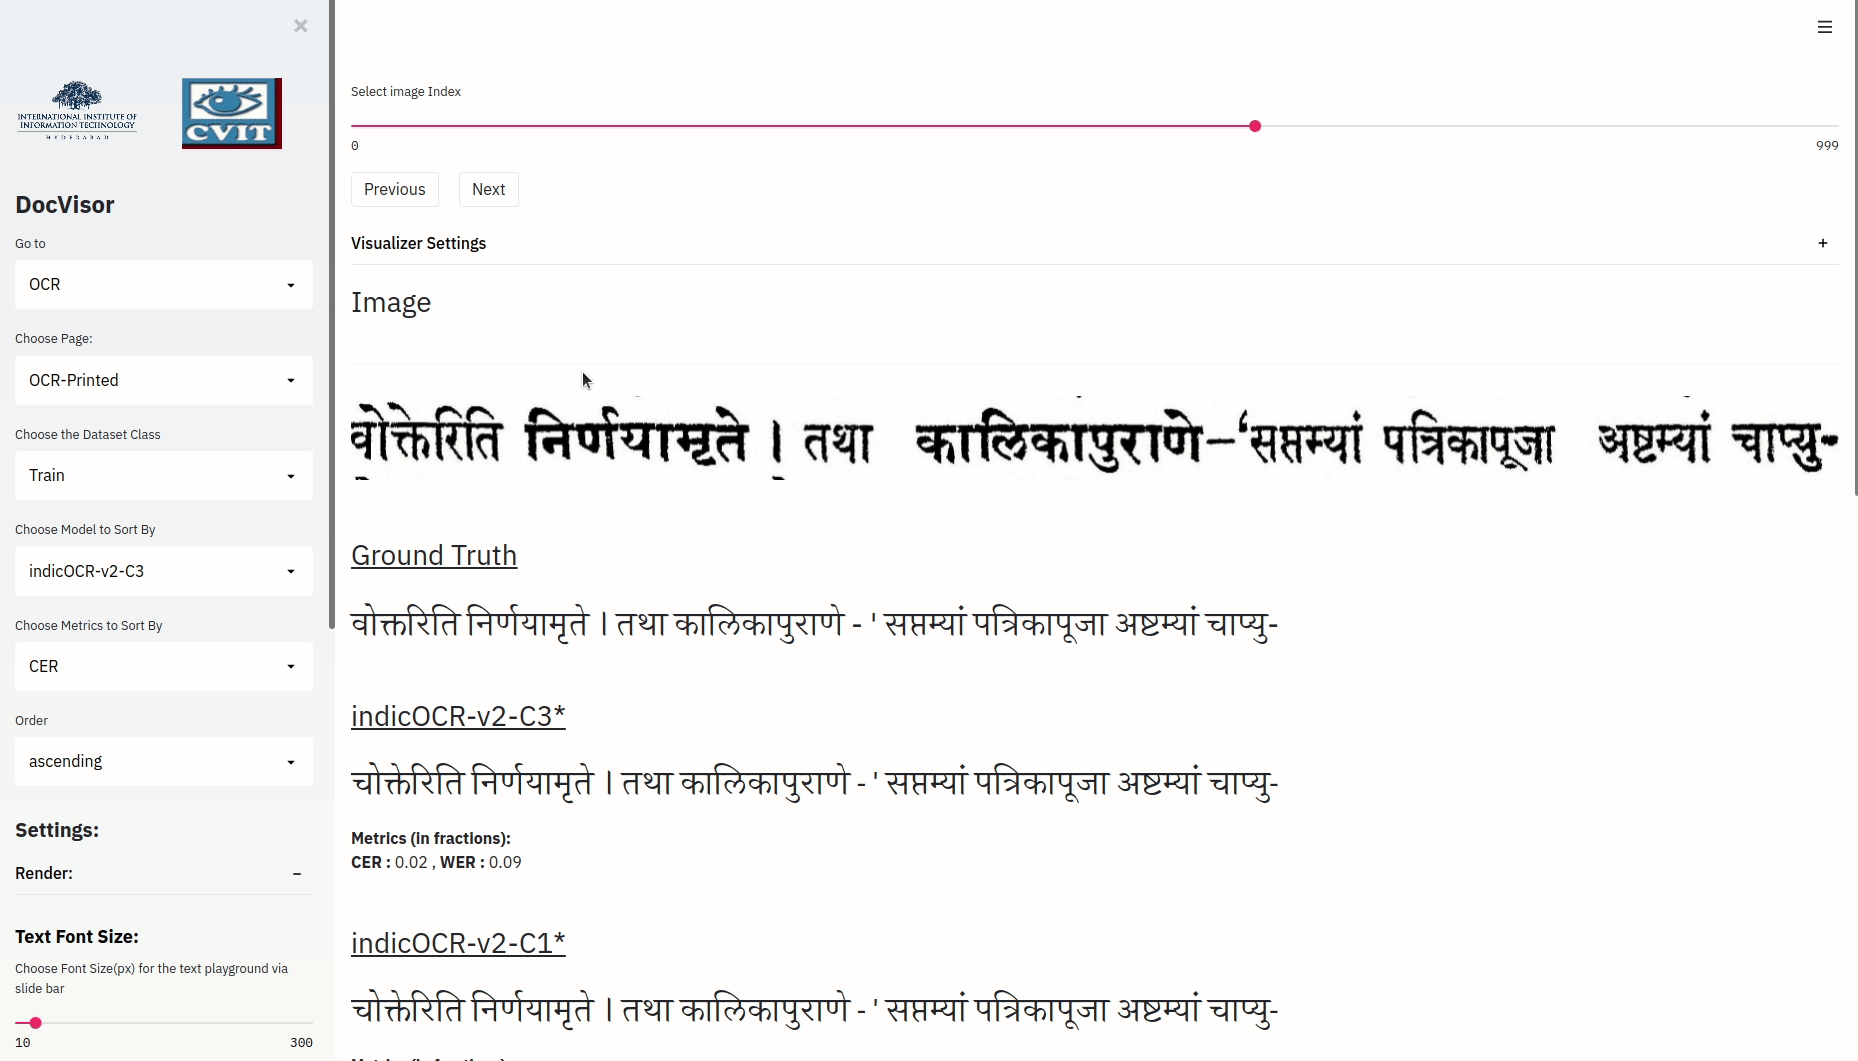 ×
INTERNATIONAL INSTITUTE OF
INFORMATION TECHNOLOGY
HYDERABAD
CVIT
DocVisor
Go to
OCR
Choose Page:
OCR-Printed
Choose the Dataset Class
Train
Choose Model to Sort By
indicOCR-v2-C3
Choose Metrics to Sort By
CER
Order
ascending
Settings:
Render:
−
Text Font Size:
Choose Font Size(px) for the text playground via
slide bar
10 300
Select image Index
0 999
Previous Next
Visualizer Settings +
Image
वोक्तेरिति निर्णयामृते । तथा कालिकापुराणे—‘सप्तम्यां पत्रिकापूजा अष्टम्यां चाप्यु-
Ground Truth
वोक्तरिति निर्णयामृते । तथा कालिकापुराणे - ' सप्तम्यां पत्रिकापूजा अष्टम्यां चाप्यु-
indicOCR-v2-C3*
चोक्तेरिति निर्णयामृते । तथा कालिकापुराणे - ' सप्तम्यां पत्रिकापूजा अष्टम्यां चाप्यु-
Metrics (in fractions):
CER : 0.02 , WER : 0.09
indicOCR-v2-C1*
चोक्तेरिति निर्णयामृते । तथा कालिकापुराणे - ' सप्तम्यां पत्रिकापूजा अष्टम्यां चाप्यु-